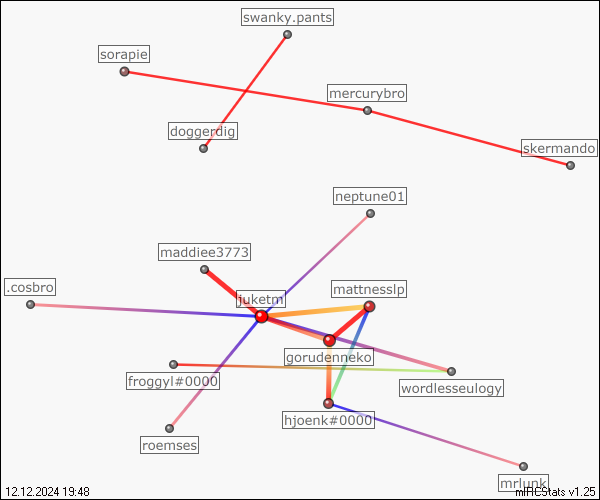 swanky.pants
sorapie
mercurybro
doggerdig
skermando
neptune01
maddiee3773
.cosbro
juketm
mattnesslp
gorudenneko
froggyl#0000
wordlesseulogy
hjoenk#0000
roemses
mrlunk
12.12.2024 19:48
mIRCStats v1.25